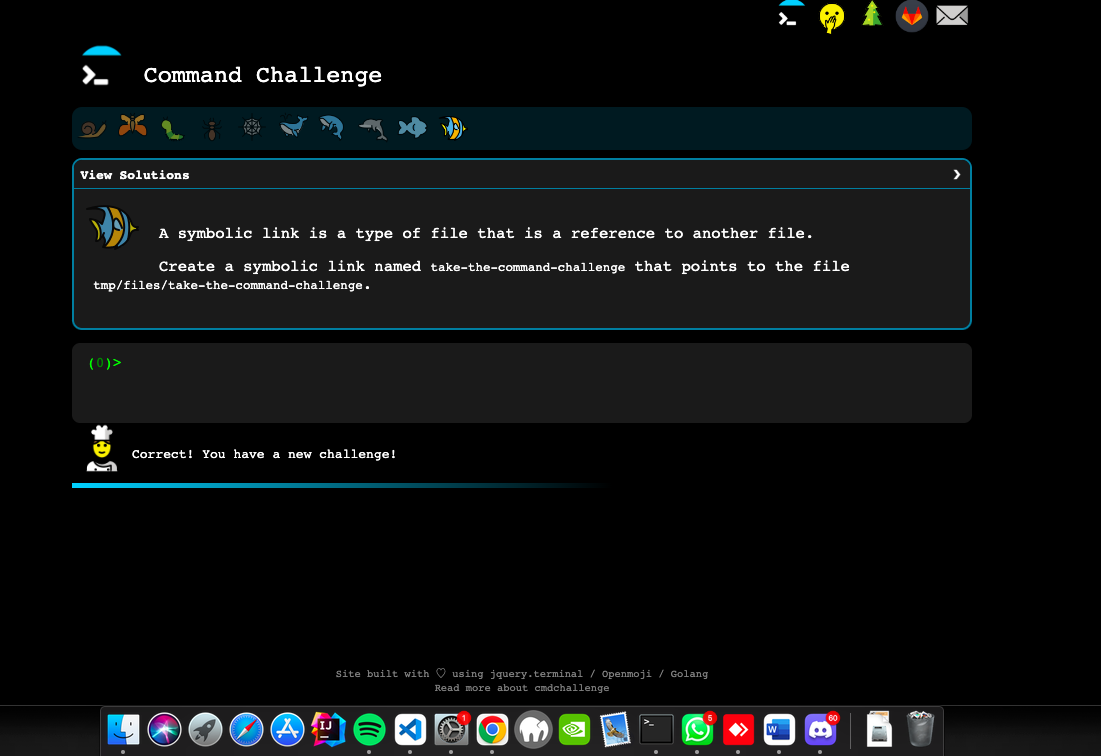 Command Challenge
View Solutions
A symbolic link is a type of file that is a reference to another file.
Create a symbolic link named take-the-command-challenge that points to the file
tmp/files/take-the-command-challenge.
(0)>
Correct! You have a new challenge!
Site built with ♡ using jquery.terminal / Openmoji / Golang
Read more about cmdchallenge
IJ
1
>_
5
W
60